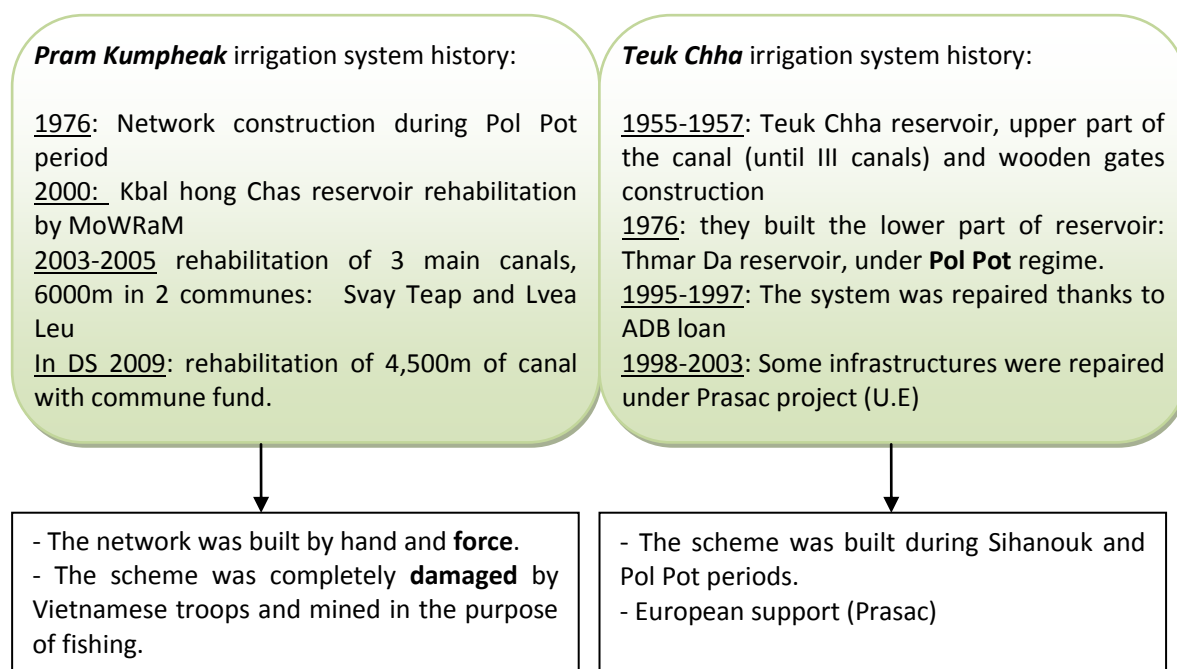 Pram Kumpheak irrigation system history:
1976: Network construction during Pol Pot
period
2000: Kbal hong Chas reservoir rehabilitation
by MoWRaM
2003-2005 rehabilitation of 3 main canals,
6000m in 2 communes: Svay Teap and Lvea
Leu
In DS 2009: rehabilitation of 4,500m of canal
with commune fund.
Teuk Chha irrigation system history:
1955-1957: Teuk Chha reservoir, upper part of
the canal (until III canals) and wooden gates
construction
1976: they built the lower part of reservoir:
Thmar Da reservoir, under Pol Pot regime.
1995-1997: The system was repaired thanks to
ADB loan
1998-2003: Some infrastructures were repaired
under Prasac project (U.E)
- The network was built by hand and force.
- The scheme was completely damaged by
Vietnamese troops and mined in the purpose
of fishing.
- The scheme was built during Sihanouk and
Pol Pot periods.
- European support (Prasac)